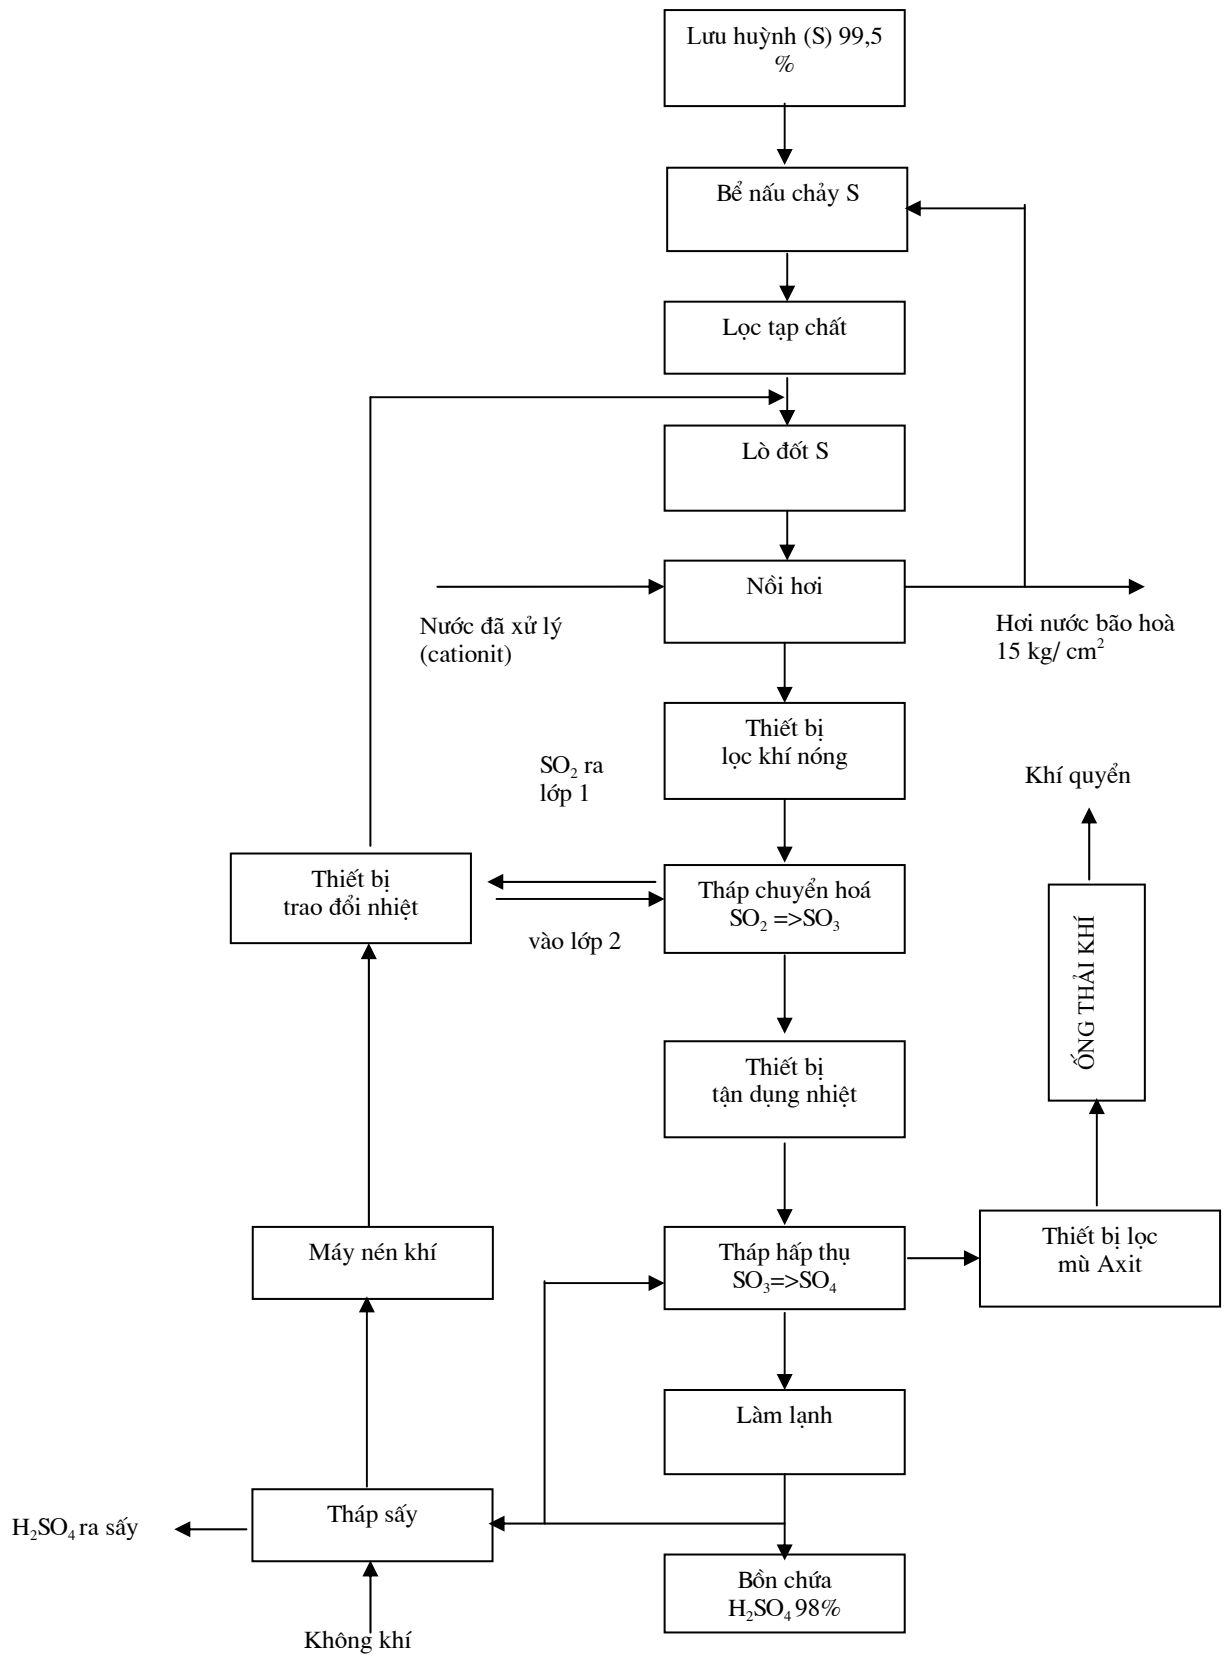 Lưu huỳnh (S) 99,5
%
Bể nấu chảy S
Lọc tạp chất
Lò đốt S
Nồi hơi
Nước đã xử lý
(cationit)
Hơi nước bão hoà
15 kg/ cm²
Thiết bị
lọc khí nóng
SO₂ ra
lớp 1
Khí quyển
Thiết bị
trao đổi nhiệt
Tháp chuyển hoá
SO₂ =>SO₃
vào lớp 2
ỐNG THẢI KHÍ
Thiết bị
tận dụng nhiệt
Máy nén khí
Tháp hấp thụ
SO₃=>SO₄
Thiết bị lọc
mù Axit
Làm lạnh
Tháp sấy
H₂SO₄ ra sấy
Bồn chứa
H₂SO₄ 98%
Không khí